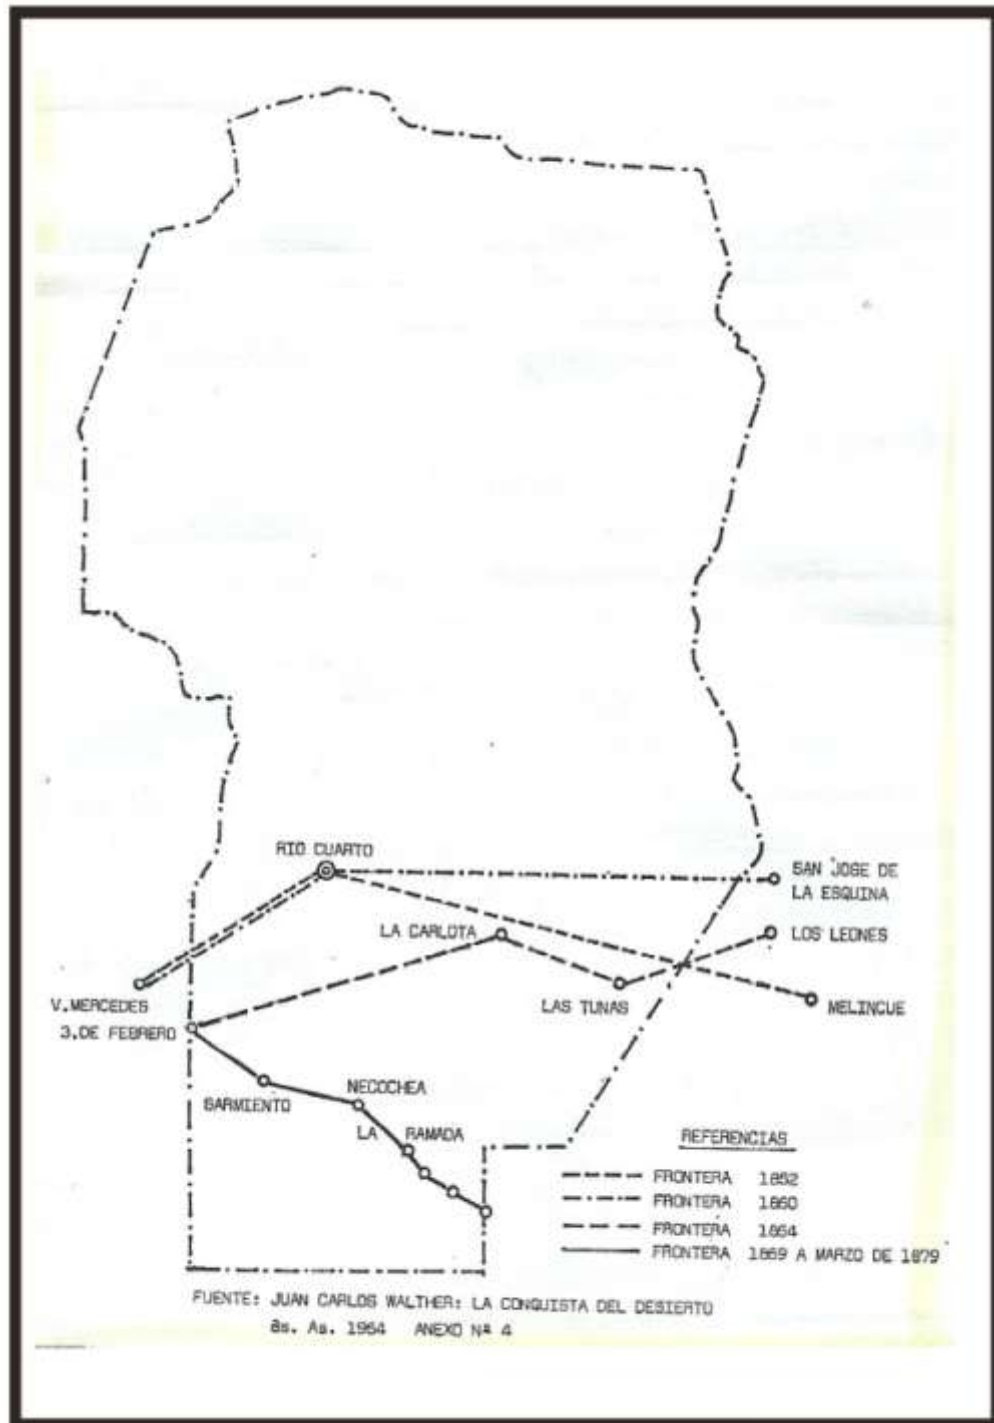 RIO CUARTO
SAN JOSE DE
LA ESQUINA
LA CARLOTA
LOS LEONES
V.MERCEDES
LAS TUNAS
MELINCUE
3.DE FEBRERO
SARMIENTO
NECOCHEA
LA RAMADA
REFERENCIAS
FRONTERA 1852
FRONTERA 1860
FRONTERA 1864
FRONTERA 1869 A MARZO DE 1879
FUENTE: JUAN CARLOS WALTHER: LA CONQUISTA DEL DESIERTO
Bs. As. 1964 ANEXO Nº 4